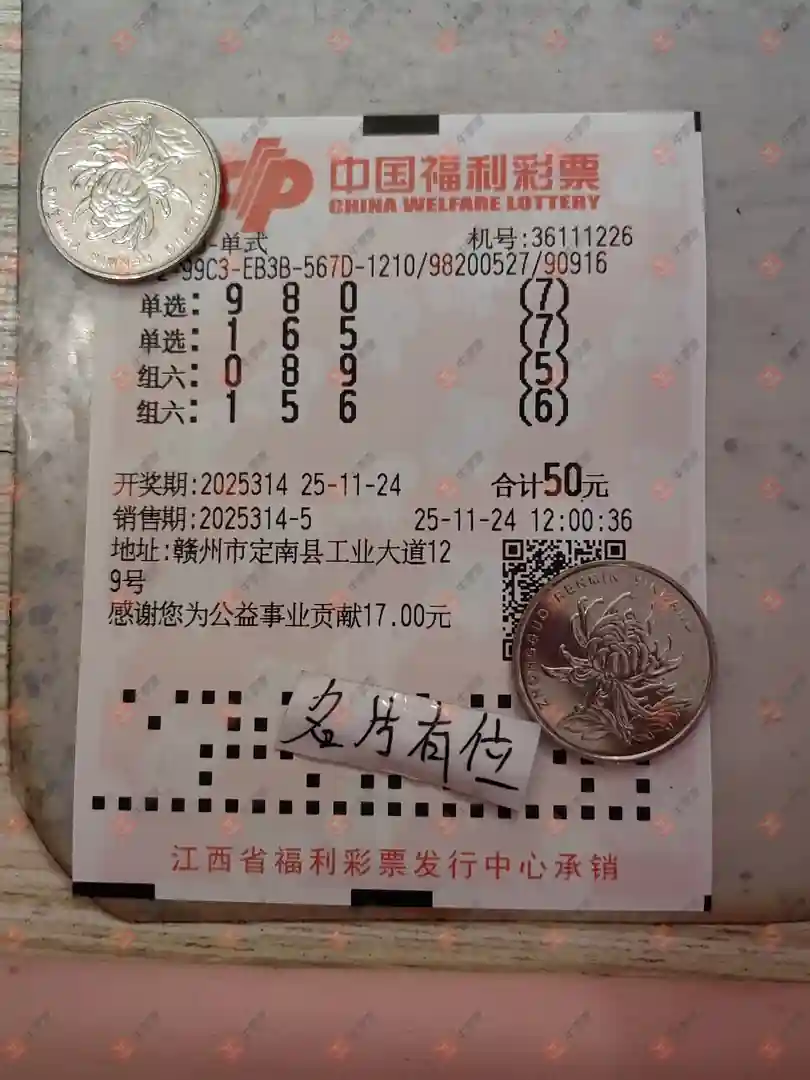 中国福利彩票
CHINA WELFARE LOTTERY
-单式 机号:36111226
-99C3-EB3B-567D-1210/98200527/90916
单选: 9 8 0 (7)
单选: 1 6 5 (7)
组六: 0 8 9 (5)
组六: 1 5 6 (6)
开奖期:2025314 25-11-24 合计50元
销售期:2025314-5 25-11-24 12:00:36
地址:赣州市定南县工业大道12
9号
感谢您为公益事业贡献17.00元
ZHONGGUO RENMIN YINHANG
名片有位
江西省福利彩票发行中心承销